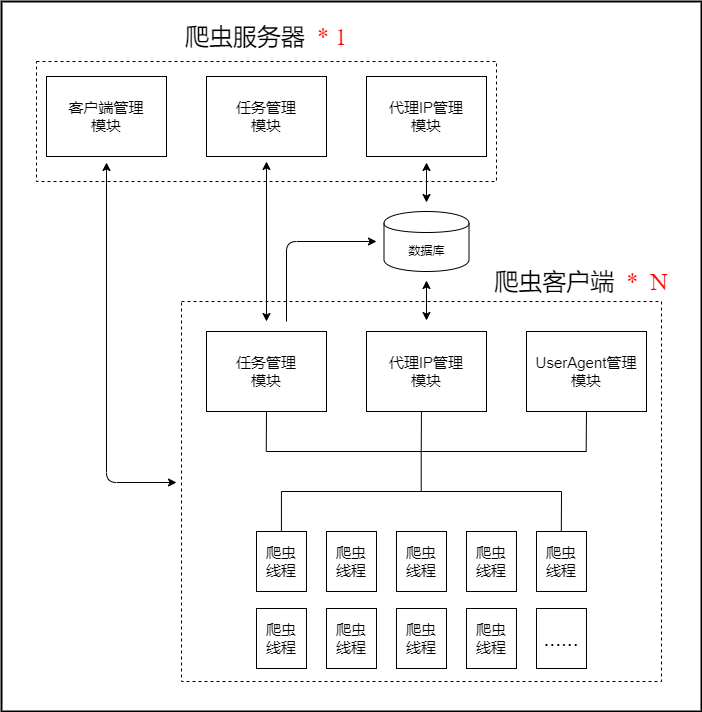 爬虫服务器 * 1
客户端管理
模块
任务管理
模块
代理IP管理
模块
数据库
爬虫客户端 * N
任务管理
模块
代理IP管理
模块
UserAgent管理
模块
爬虫
线程
爬虫
线程
爬虫
线程
爬虫
线程
爬虫
线程
爬虫
线程
爬虫
线程
爬虫
线程
爬虫
线程
……